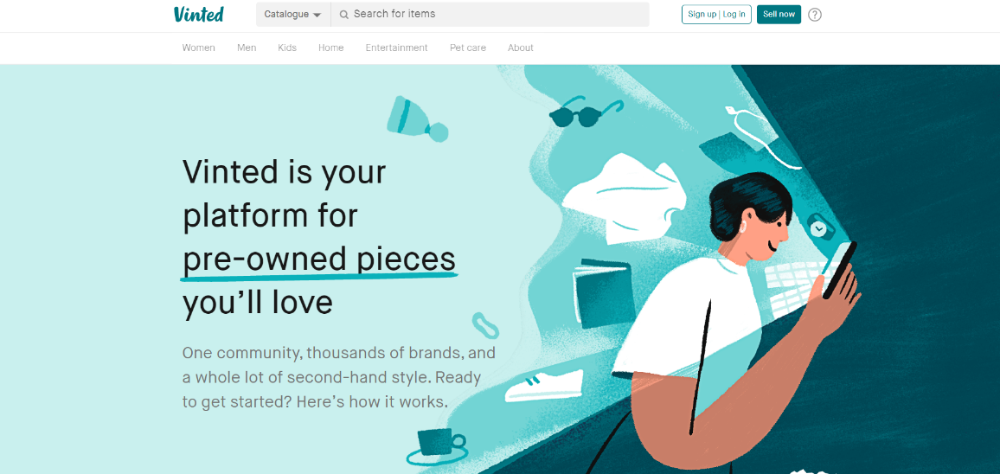 Vinted
Catalogue
Search for items
Sign up | Log in
Sell now
?
Women
Men
Kids
Home
Entertainment
Pet care
About
Vinted is your
platform for
pre-owned pieces
you’ll love
One community, thousands of brands, and
a whole lot of second-hand style. Ready
to get started? Here’s how it works.